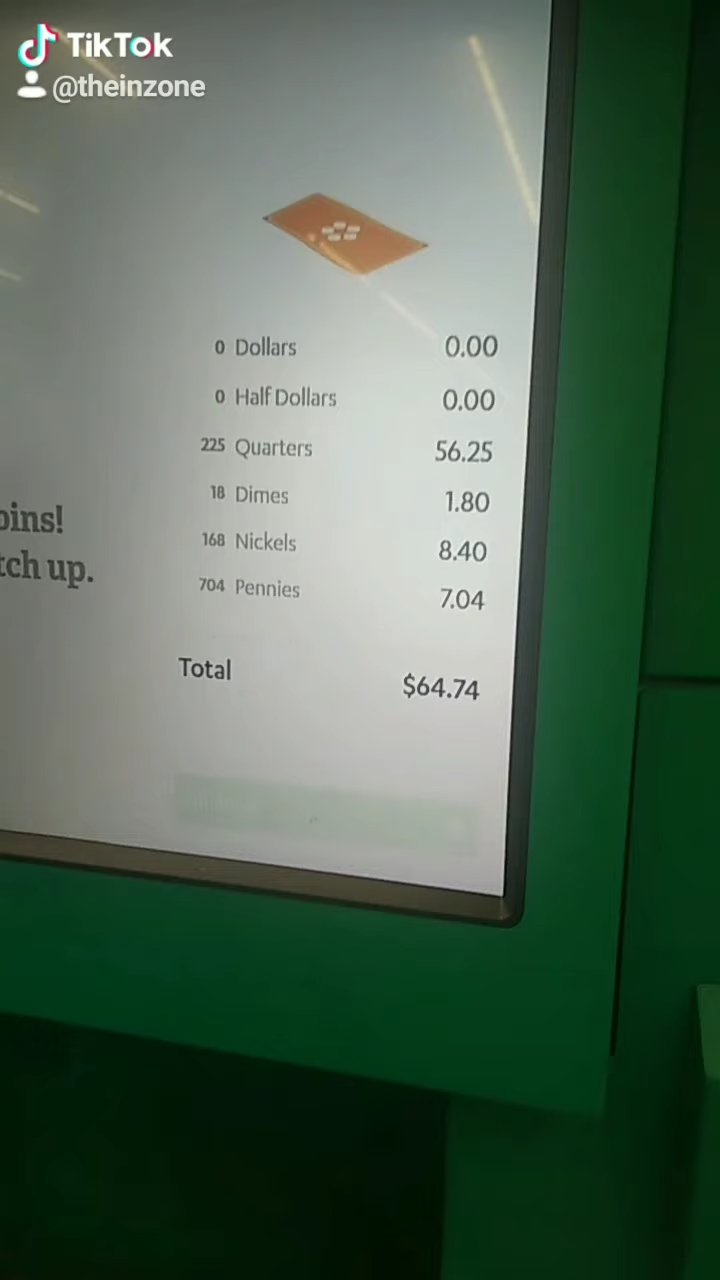 TikTok
@theinzone
0 Dollars 0.00
0 Half Dollars 0.00
225 Quarters 56.25
18 Dimes 1.80
168 Nickels 8.40
704 Pennies 7.04
oins!
tch up.
Total $64.74